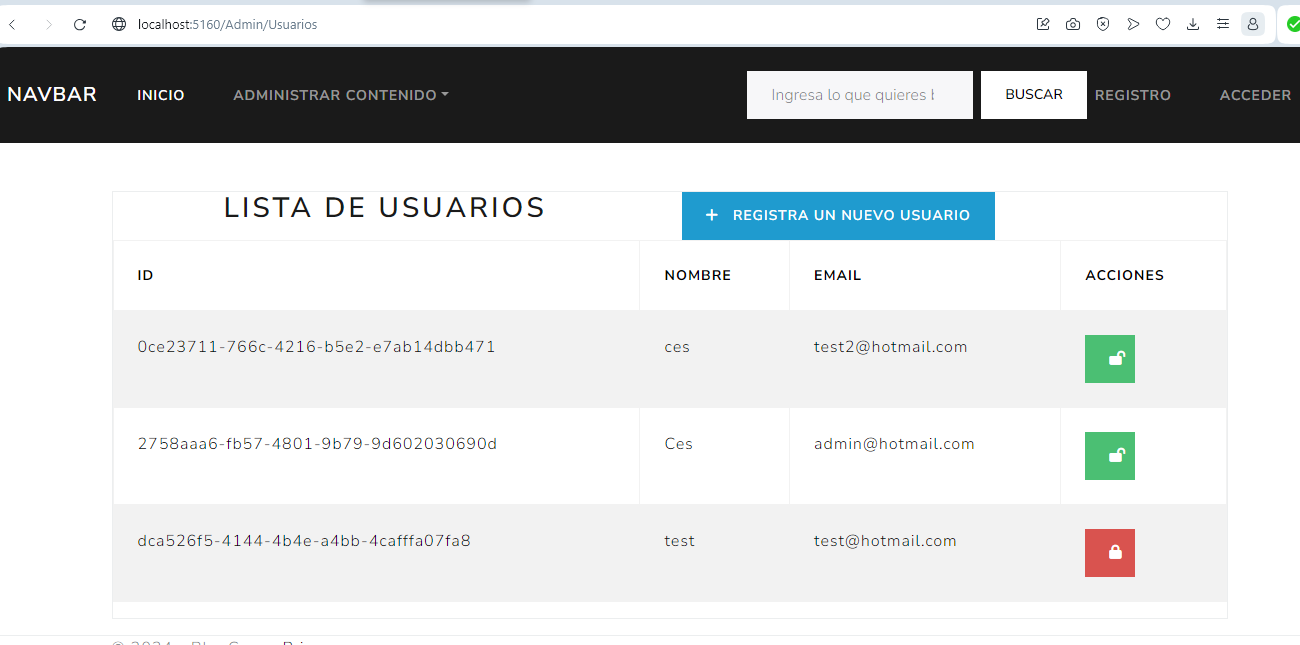 localhost:5160/Admin/Usuarios
NAVBAR INICIO ADMINISTRAR CONTENIDO Ingresa lo que quieres BUSCAR REGISTRO ACCEDER
LISTA DE USUARIOS + REGISTRA UN NUEVO USUARIO
ID NOMBRE EMAIL ACCIONES
0ce23711-766c-4216-b5e2-e7ab14dbb471 ces test2@hotmail.com
2758aaa6-fb57-4801-9b79-9d602030690d Ces admin@hotmail.com
dca526f5-4144-4b4e-a4bb-4cafffa07fa8 test test@hotmail.com
© 2024